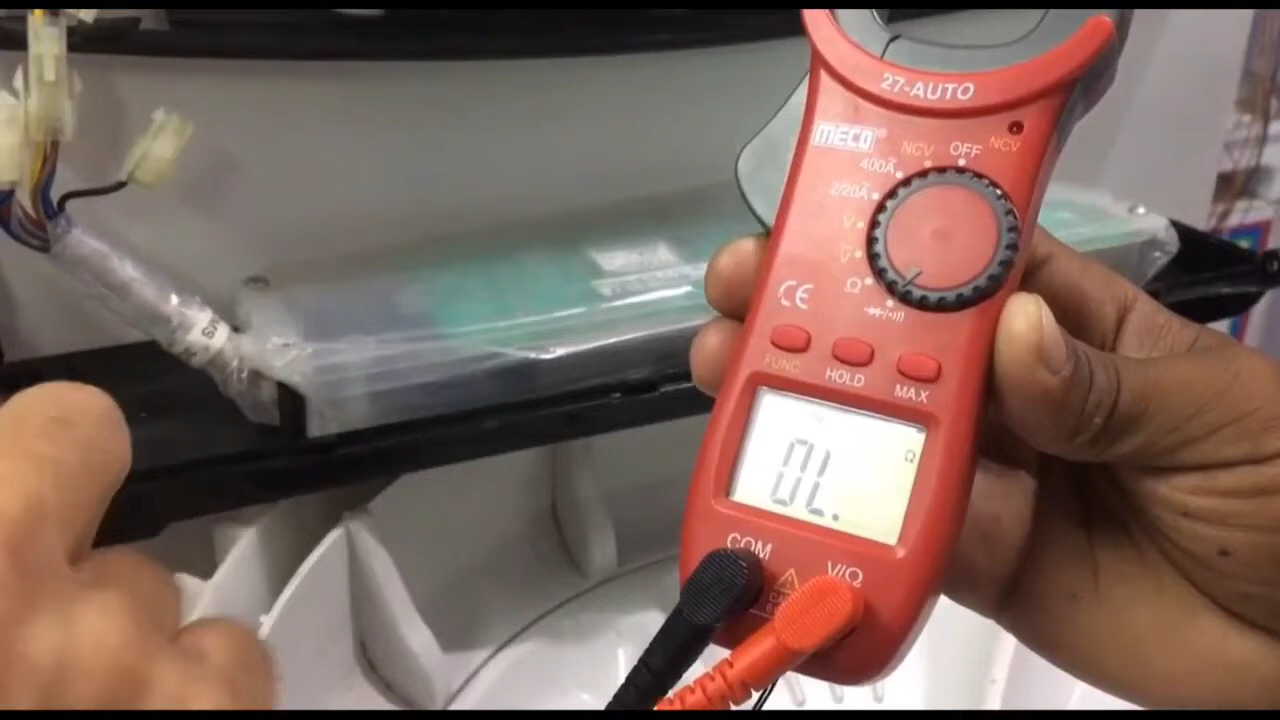 27-AUTO
MECO®
NCV
OFF
NCV
400A
2/20A
V
V
Ω
CE
FUNC
HOLD
MAX
Ω
OL.
COM
V/Ω